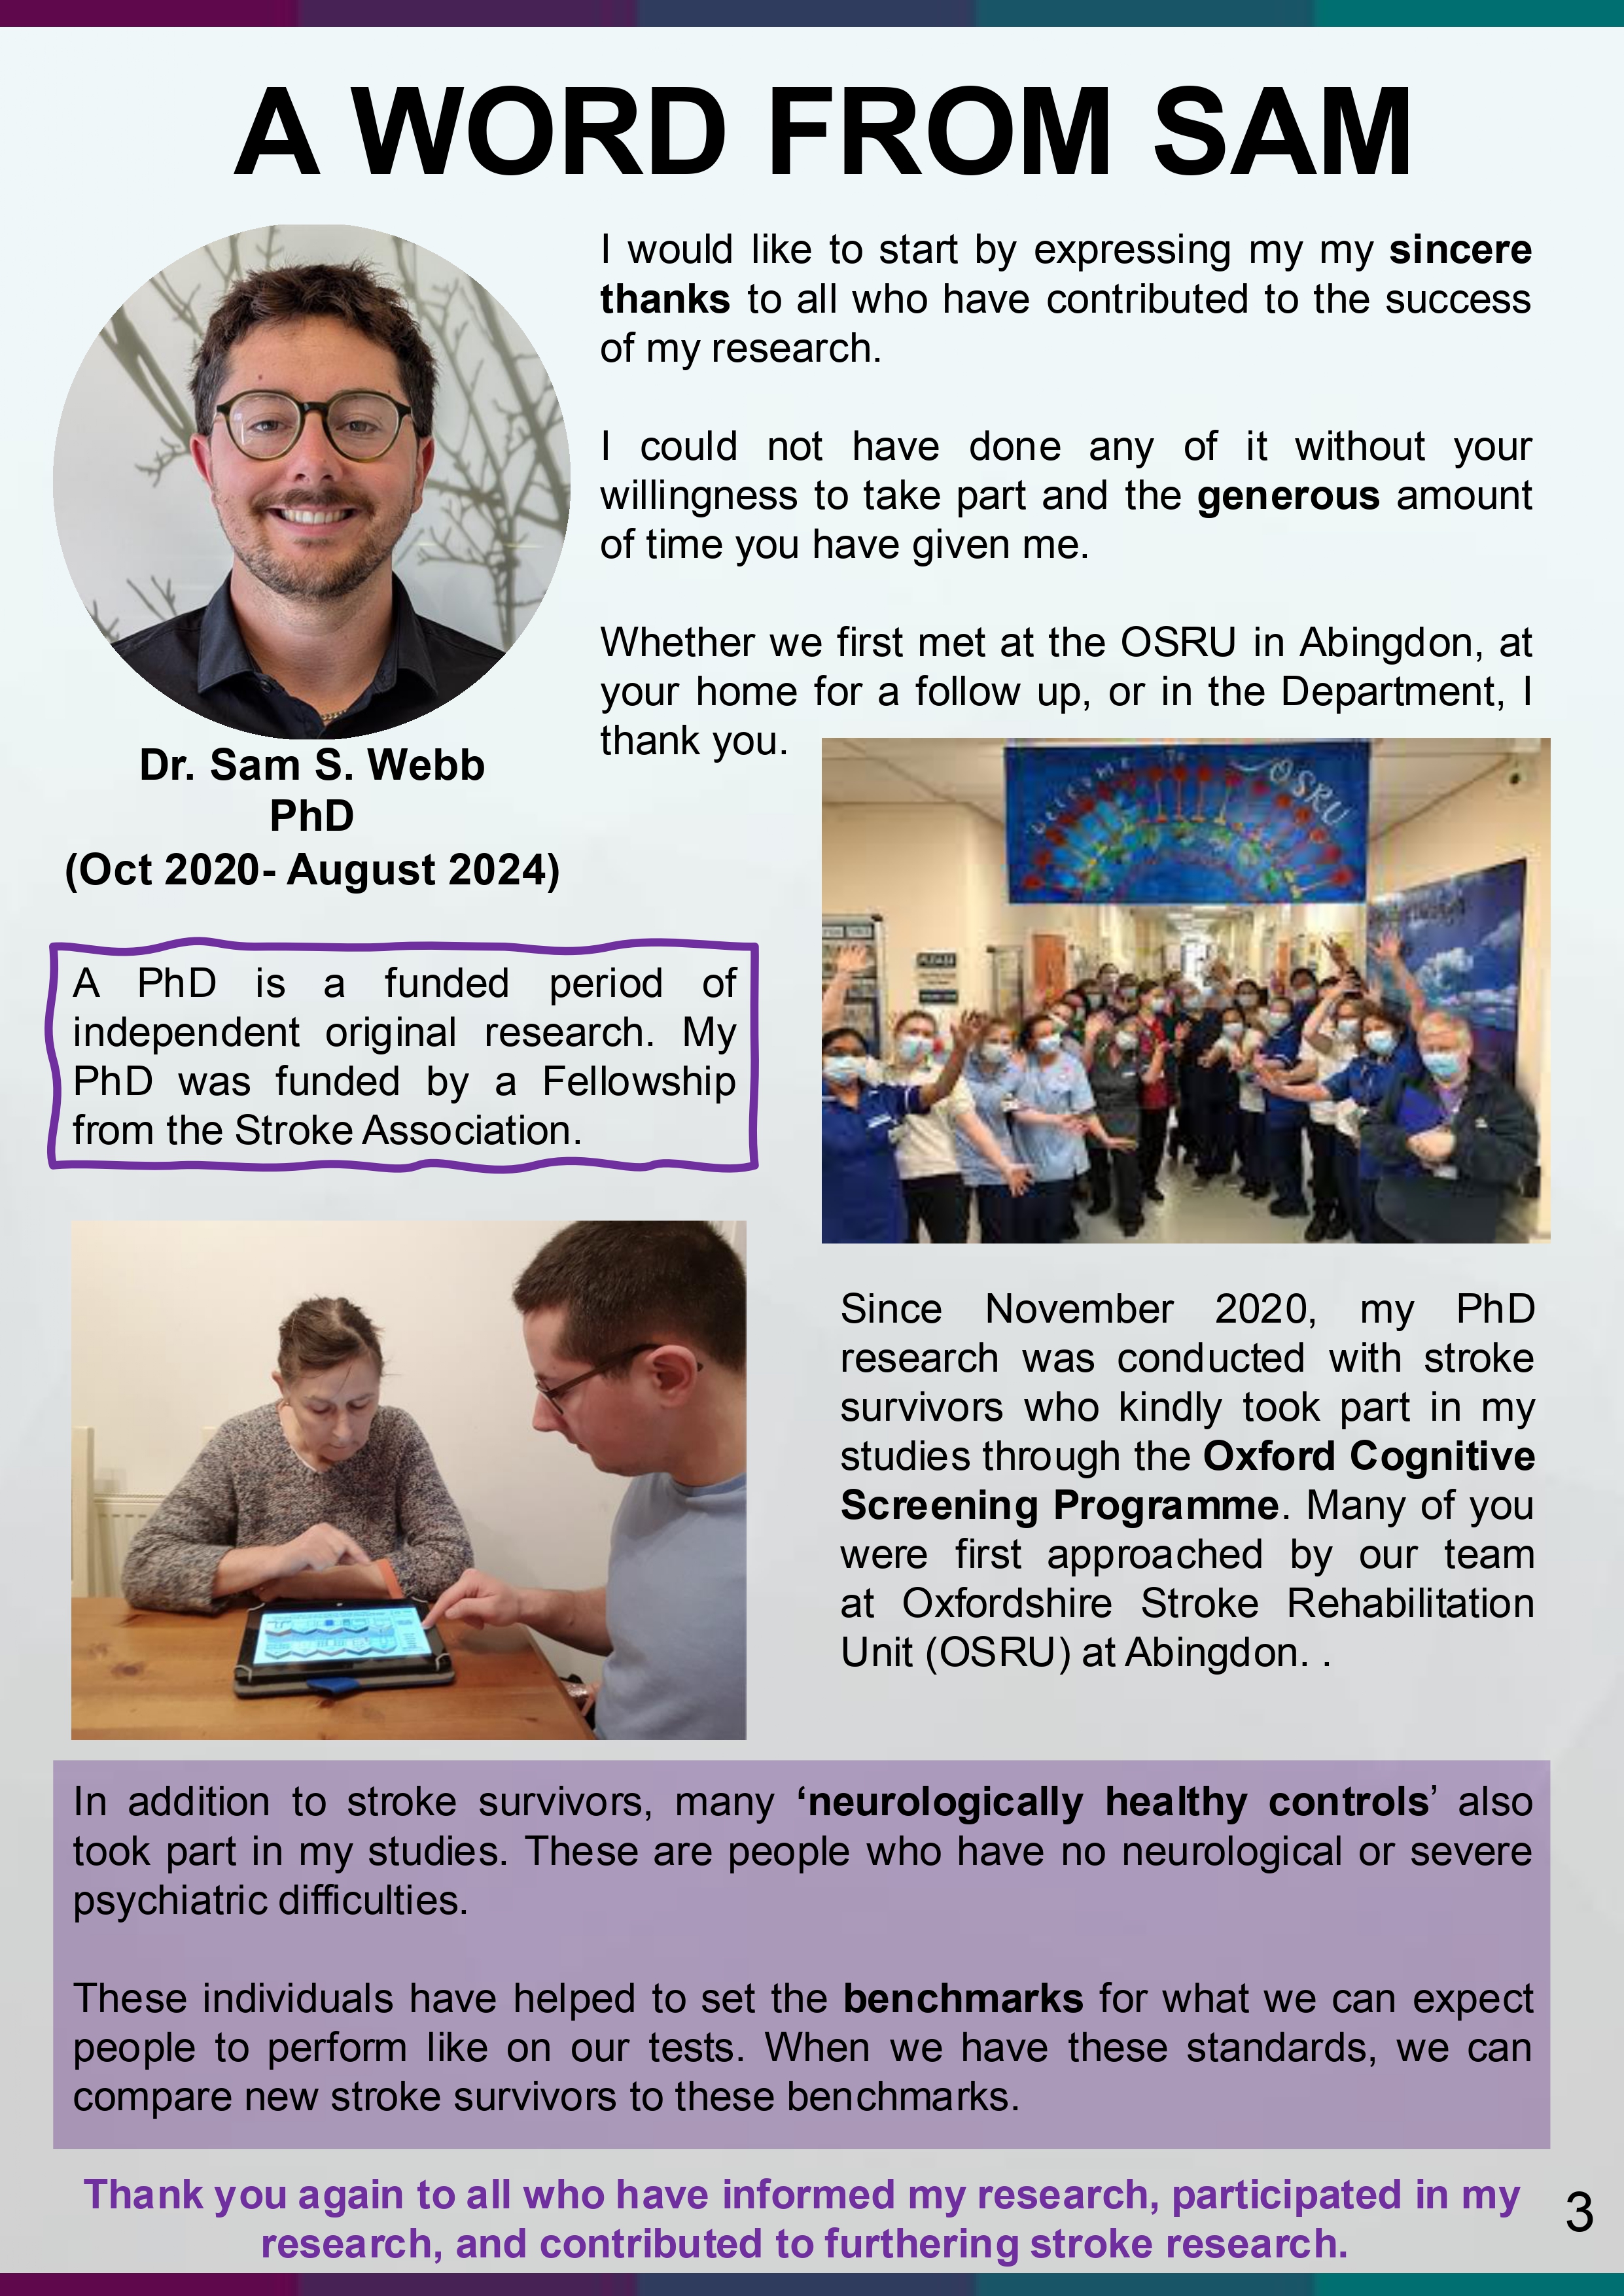 A WORD FROM SAM
I would like to start by expressing my my sincere
thanks to all who have contributed to the success
of my research.
I could not have done any of it without your
willingness to take part and the generous amount
of time you have given me.
Whether we first met at the OSRU in Abingdon, at
your home for a follow up, or in the Department, I
thank you.
Dr. Sam S. Webb
PhD
(Oct 2020- August 2024)
WELCOME TO OSRU
A PhD is a funded period of
independent original research. My
PhD was funded by a Fellowship
from the Stroke Association.
Since November 2020, my PhD
research was conducted with stroke
survivors who kindly took part in my
studies through the Oxford Cognitive
Screening Programme. Many of you
were first approached by our team
at Oxfordshire Stroke Rehabilitation
Unit (OSRU) at Abingdon. .
In addition to stroke survivors, many ‘neurologically healthy controls’ also
took part in my studies. These are people who have no neurological or severe
psychiatric difficulties.
These individuals have helped to set the benchmarks for what we can expect
people to perform like on our tests. When we have these standards, we can
compare new stroke survivors to these benchmarks.
Thank you again to all who have informed my research, participated in my
research, and contributed to furthering stroke research.
3